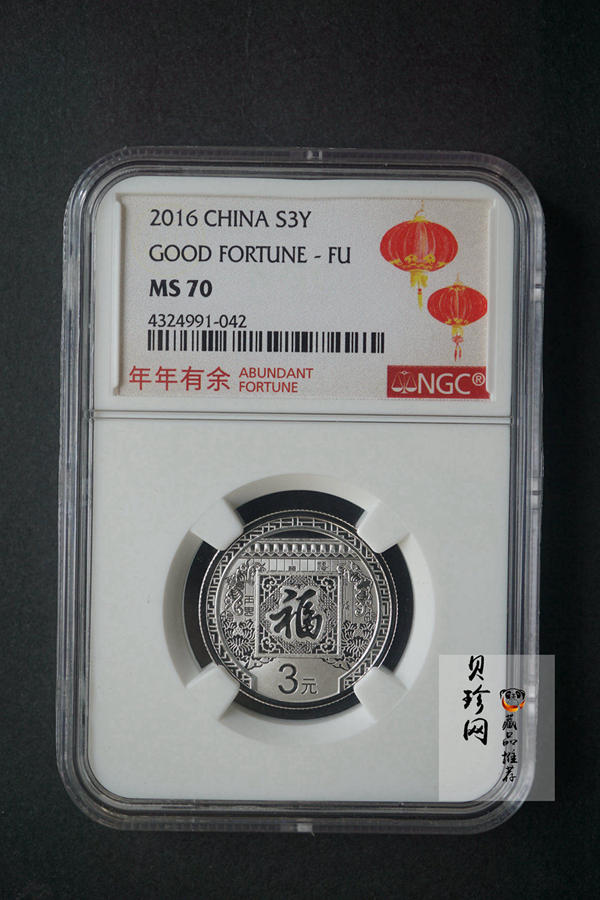 2016 CHINA S3Y
GOOD FORTUNE - FU
MS 70
4324991-042
年年有余 ABUNDANT
FORTUNE
NGC®
福
3元
贝珍网
藏品推荐